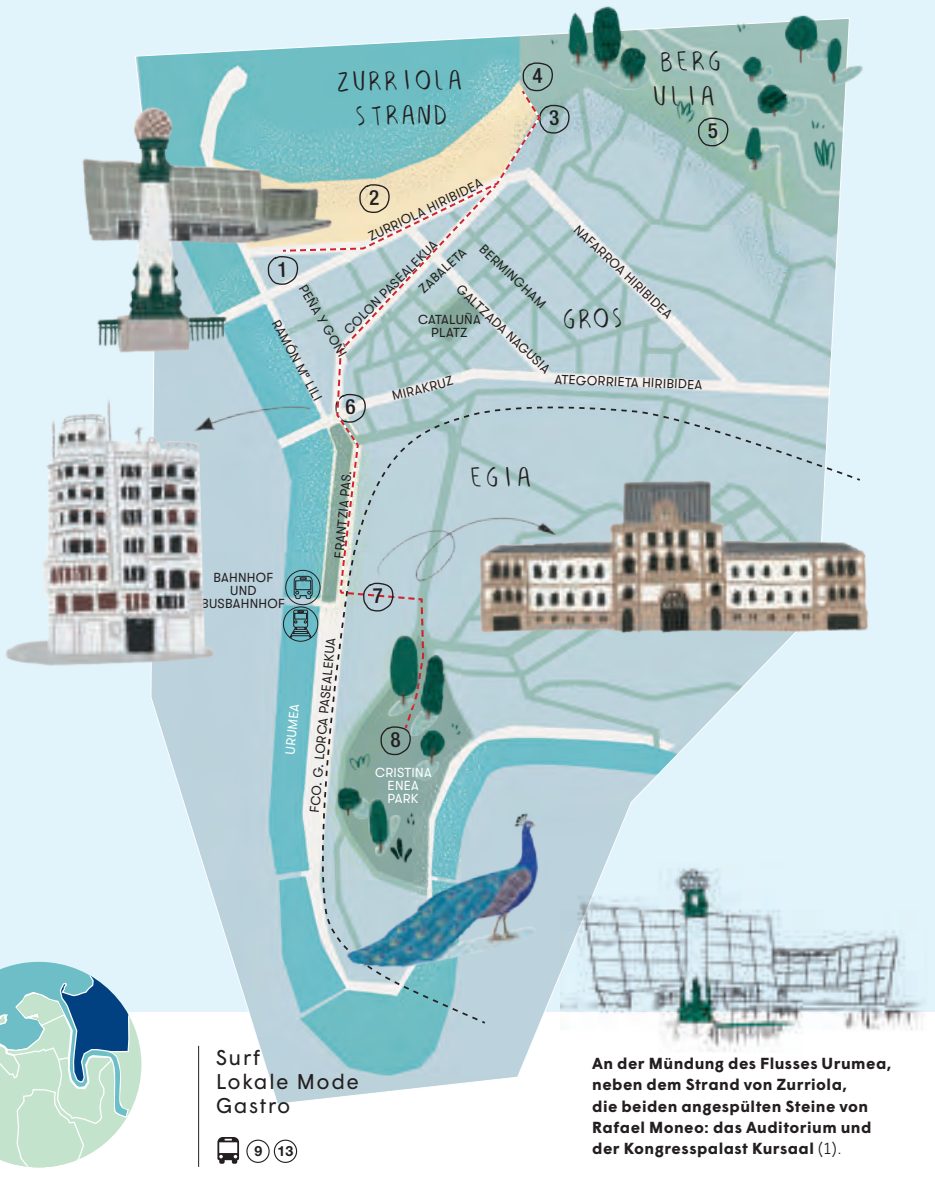 ZURRIOLA
STRAND
BERG
ULIA
4
3
5
2
ZURRIOLA HIRIBIDEA
1
PEÑA Y GOÑI
COLON PASEALEKUA
ZABALETA
BERMINGHAM
NAFARROA HIRIBIDEA
RAMÓN Mª LILI
CATALUÑA
PLATZ
GALTZADA NAGUSIA
GROS
MIRAKRUZ
ATEGORRIETA HIRIBIDEA
6
EGIA
FRANTZIA PAS.
BAHNHOF
UND
BUSBAHNHOF
7
URUMEA
FCO. G. LORCA PASEALEKUA
8
CRISTINA
ENEA
PARK
Surf
Lokale Mode
Gastro
9 13
An der Mündung des Flusses Urumea,
neben dem Strand von Zurriola,
die beiden angespülten Steine von
Rafael Moneo: das Auditorium und
der Kongresspalast Kursaal (1).